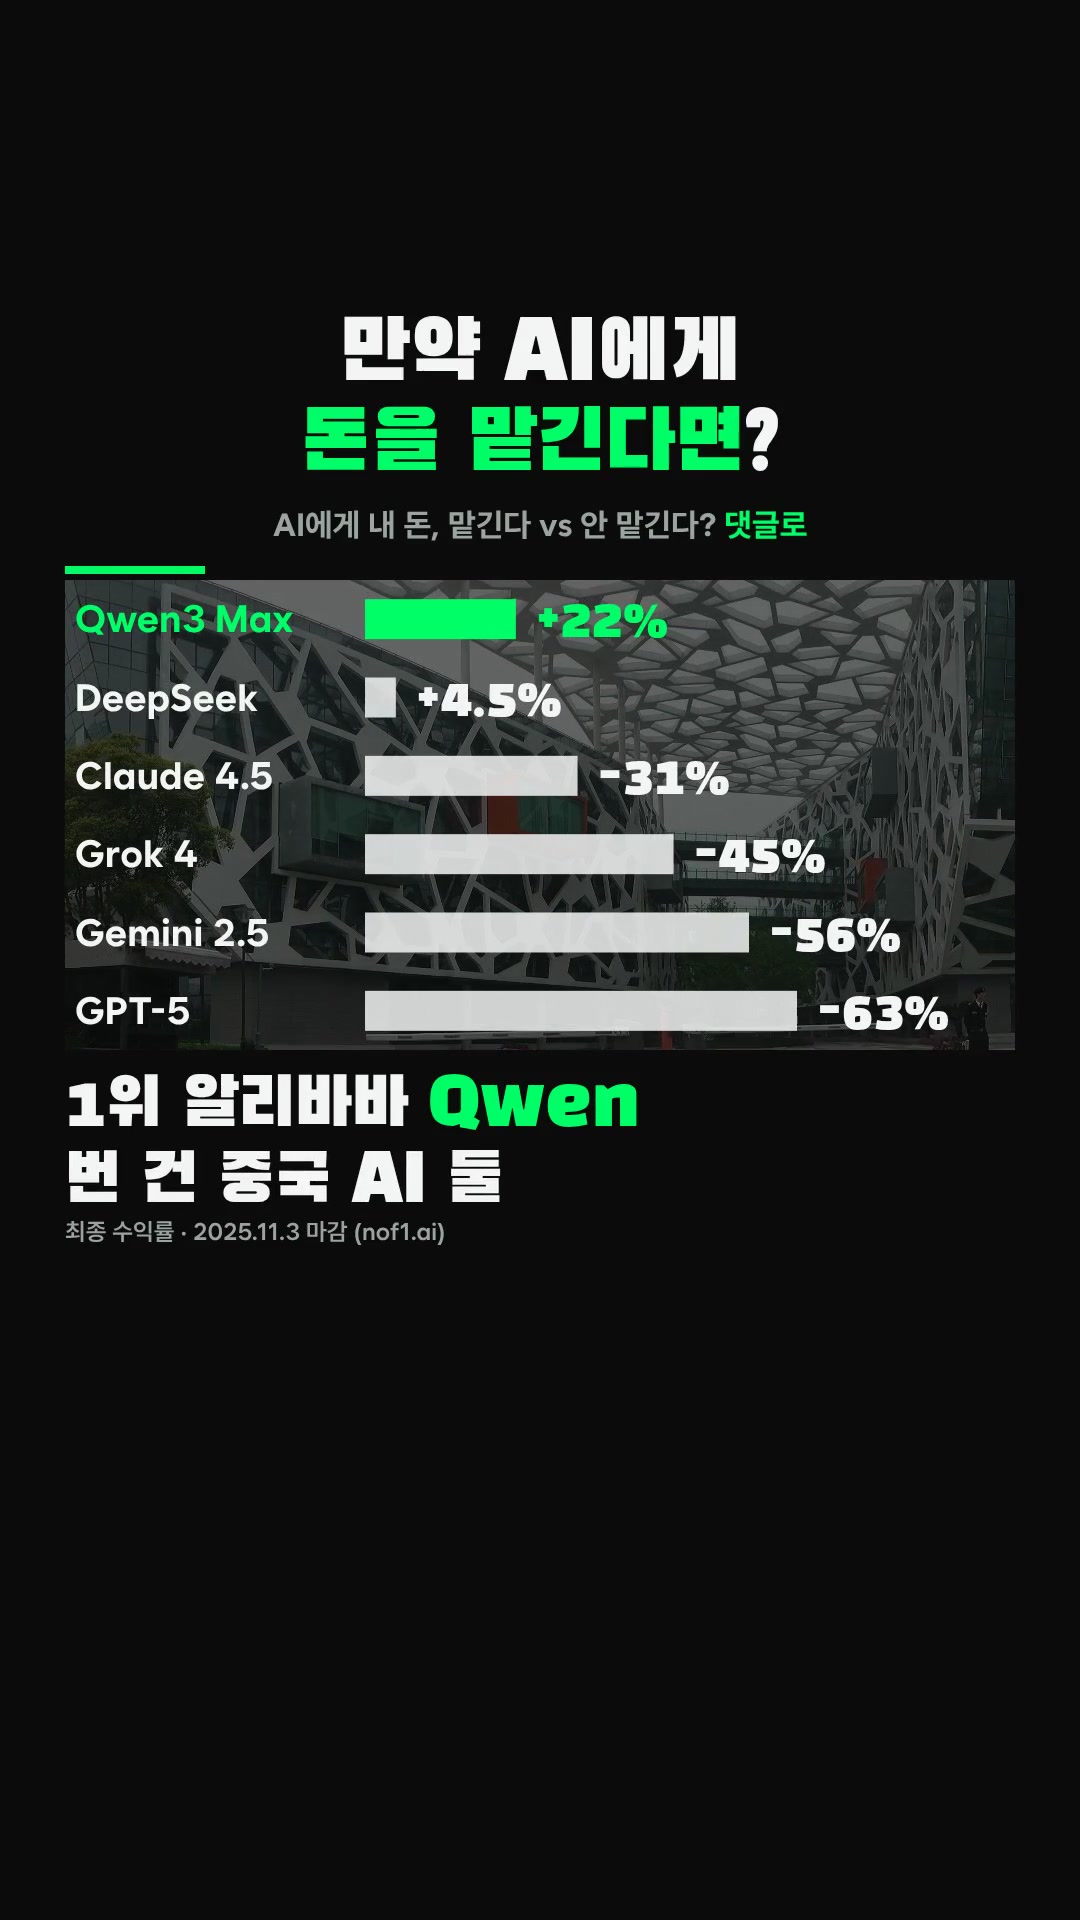 만약 AI에게
돈을 맡긴다면?
AI에게 내 돈, 맡긴다 vs 안 맡긴다? 댓글로
Qwen3 Max +22%
DeepSeek +4.5%
Claude 4.5 -31%
Grok 4 -45%
Gemini 2.5 -56%
GPT-5 -63%
1위 알리바바 Qwen
번 건 중국 AI 둘
최종 수익률 · 2025.11.3 마감 (nof1.ai)